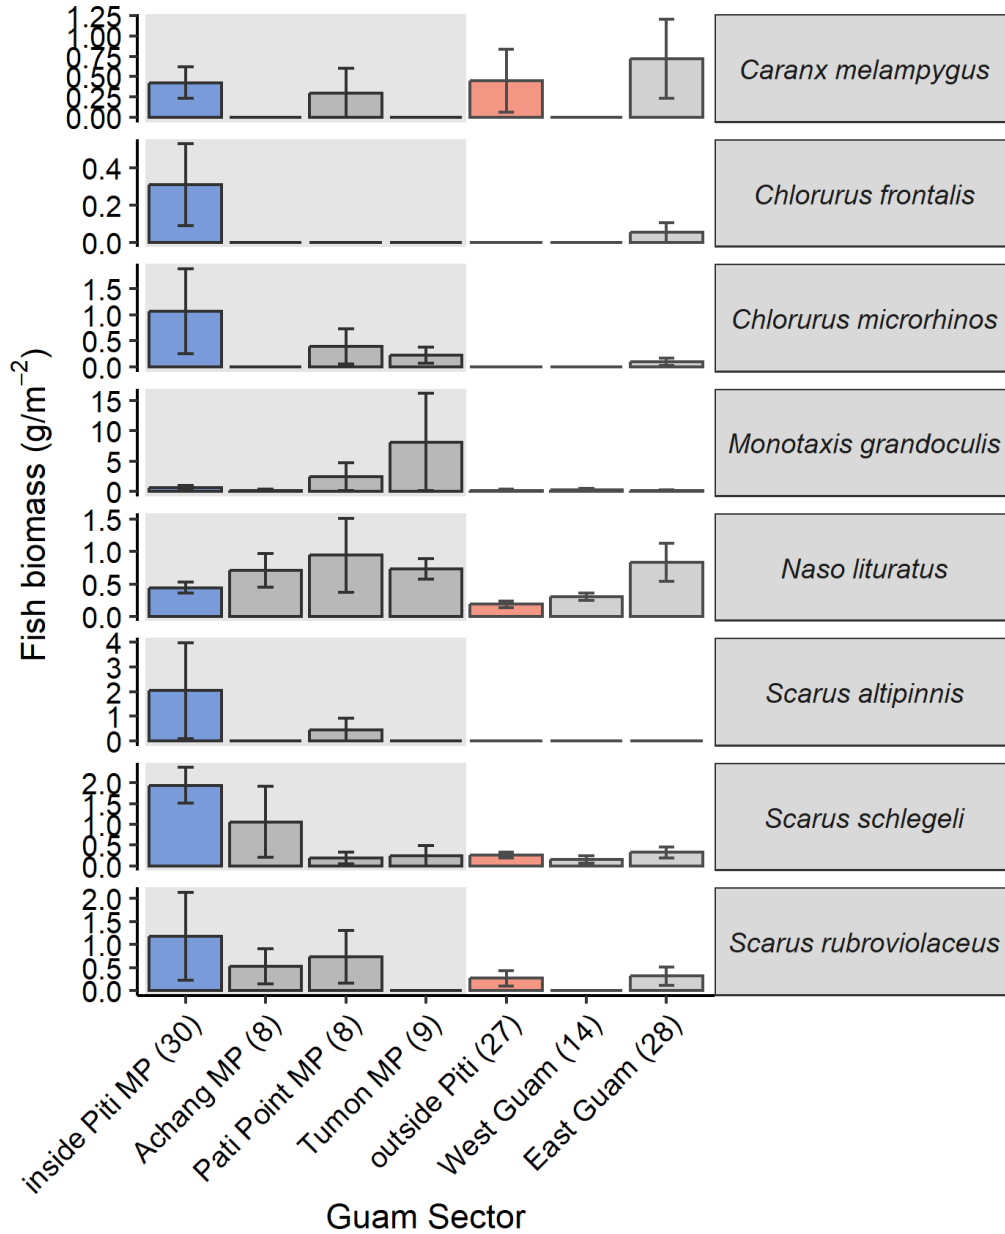 1.25
1.00
0.75
0.50
0.25
0.00
Caranx melampygus
0.4
0.2
0.0
Chlorurus frontalis
1.5
1.0
0.5
0.0
Chlorurus microrhinos
15
10
5
0
Monotaxis grandoculis
1.5
1.0
0.5
0.0
Naso lituratus
4
3
2
1
0
Scarus altipinnis
2.0
1.5
1.0
0.5
0.0
Scarus schlegeli
2.0
1.5
1.0
0.5
0.0
Scarus rubroviolaceus
Fish biomass (g/m⁻²)
inside Piti MP (30)
Achang MP (8)
Pati Point MP (8)
Tumon MP (9)
outside Piti (27)
West Guam (14)
East Guam (28)
Guam Sector